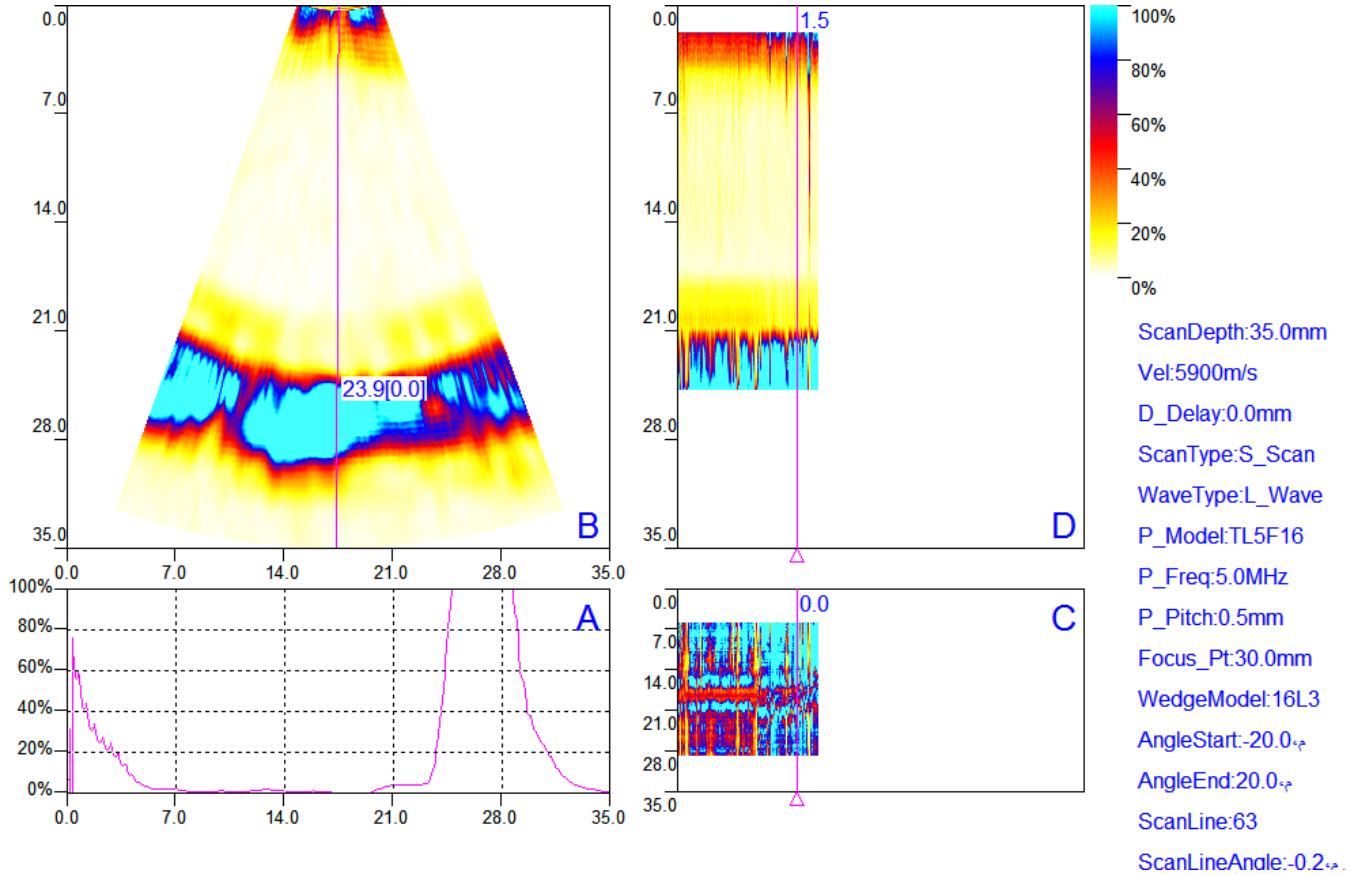 0.0
7.0
14.0
21.0
28.0
35.0
23.9[0.0]
B
0.0 7.0 14.0 21.0 28.0 35.0
0.0
7.0
14.0
21.0
28.0
35.0
1.5
D
100%
80%
60%
40%
20%
0%
100%
80%
60%
40%
20%
0%
A
0.0 7.0 14.0 21.0 28.0 35.0
0.0
7.0
14.0
21.0
28.0
35.0
0.0
C
ScanDepth:35.0mm
Vel:5900m/s
D_Delay:0.0mm
ScanType:S_Scan
WaveType:L_Wave
P_Model:TL5F16
P_Freq:5.0MHz
P_Pitch:0.5mm
Focus_Pt:30.0mm
WedgeModel:16L3
AngleStart:-20.0
AngleEnd:20.0
ScanLine:63
ScanLineAngle:-0.2